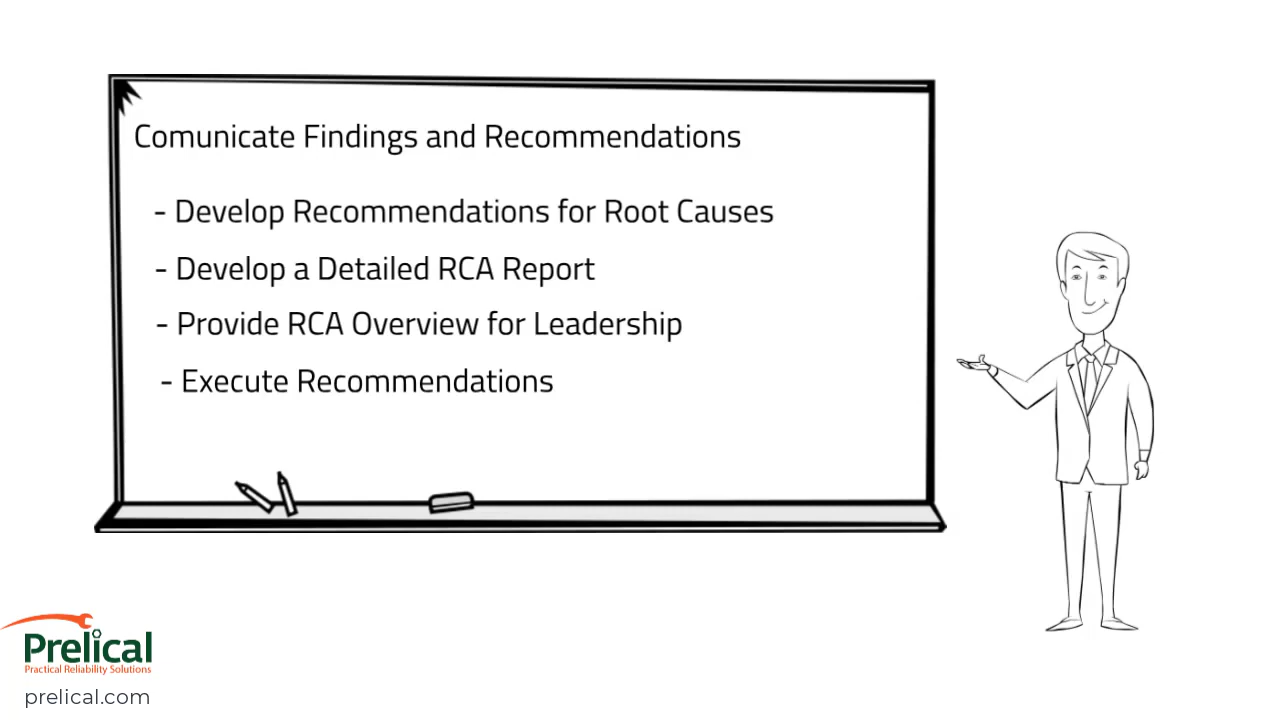 Comunicate Findings and Recommendations
- Develop Recommendations for Root Causes
- Develop a Detailed RCA Report
- Provide RCA Overview for Leadership
- Execute Recommendations
Prelical
Practical Reliability Solutions
prelical.com